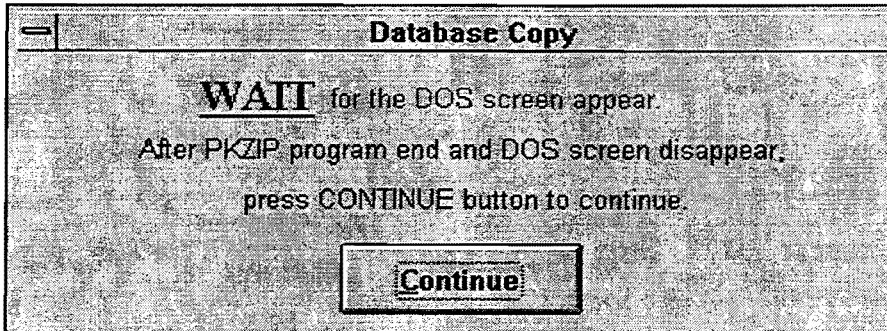 Database Copy
WAIT for the DOS screen appear.
After PKZIP program end and DOS screen disappear,
press CONTINUE button to continue.
Continue